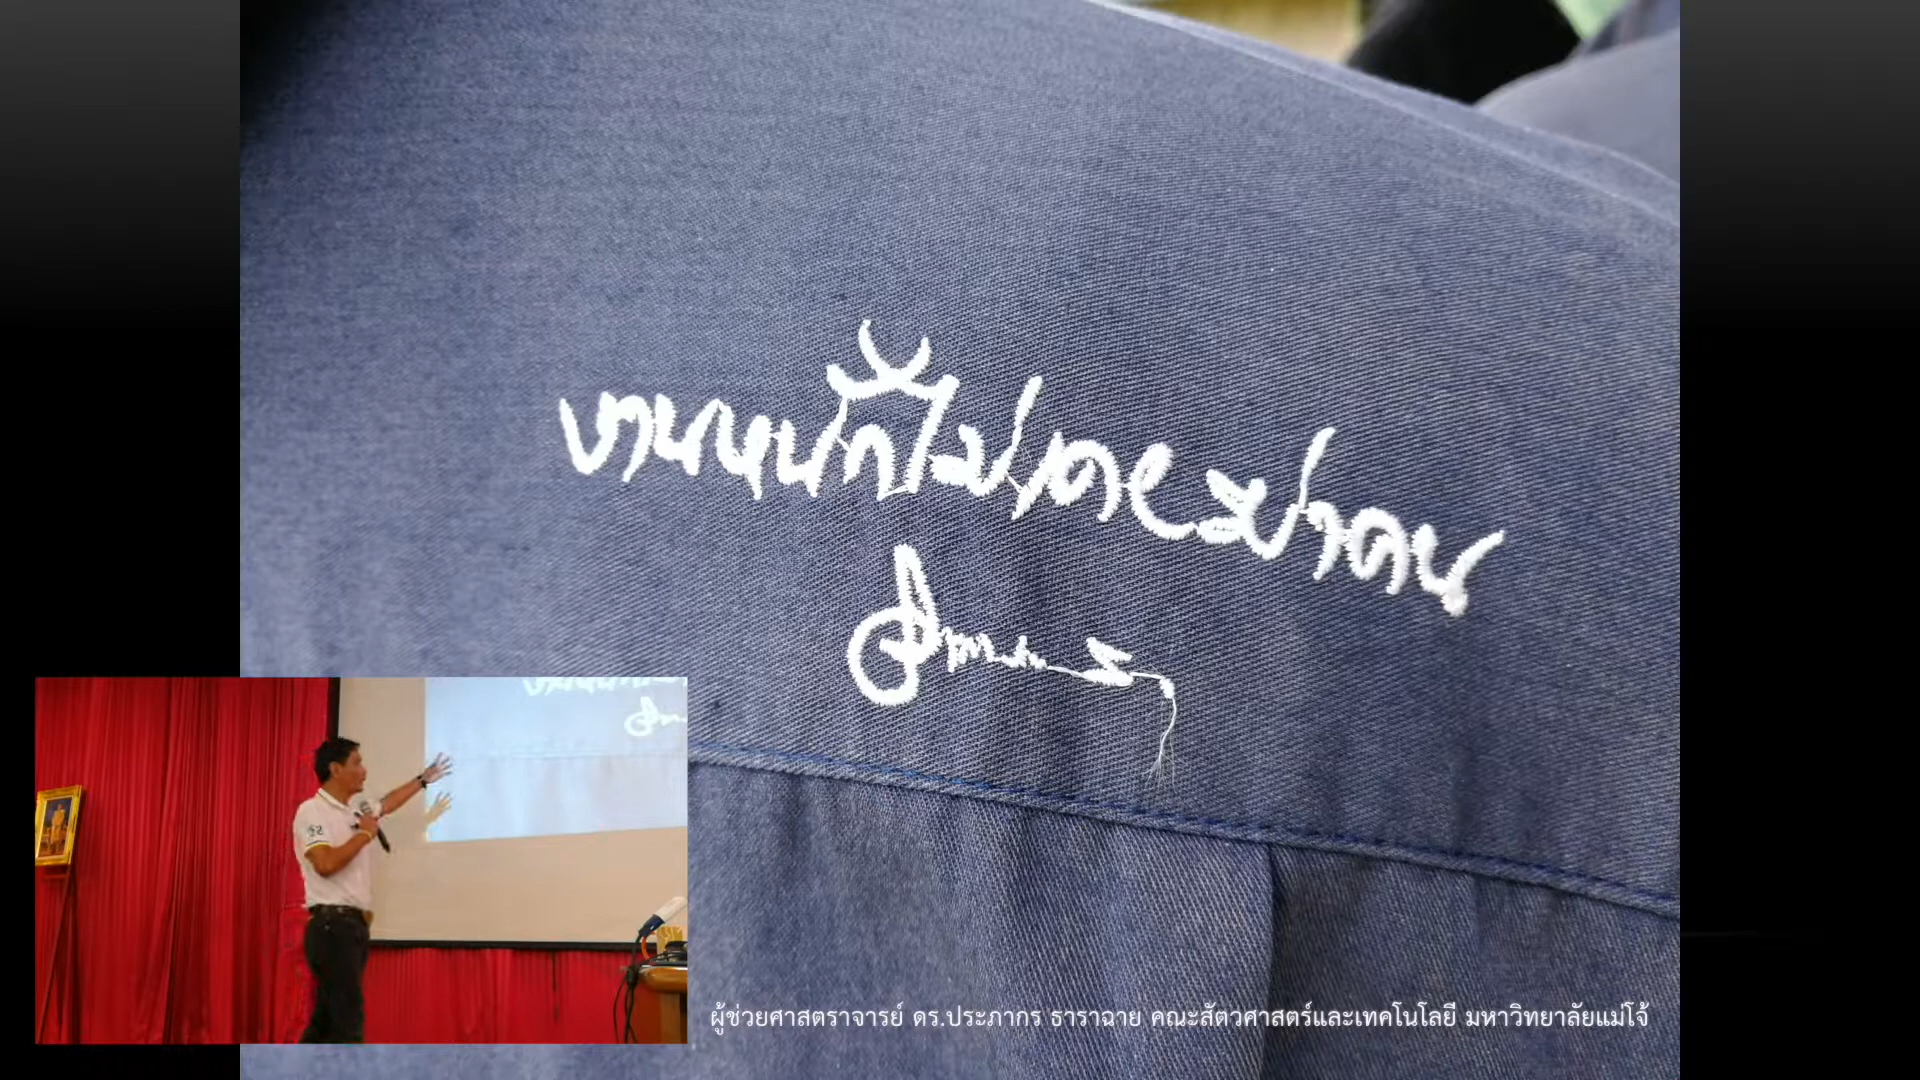 งานหนักไม่เคยฆ่าคน
ผู้ช่วยศาสตราจารย์ ดร.ประภากร ธาราฉาย คณะสัตวศาสตร์และเทคโนโลยี มหาวิทยาลัยแม่โจ้